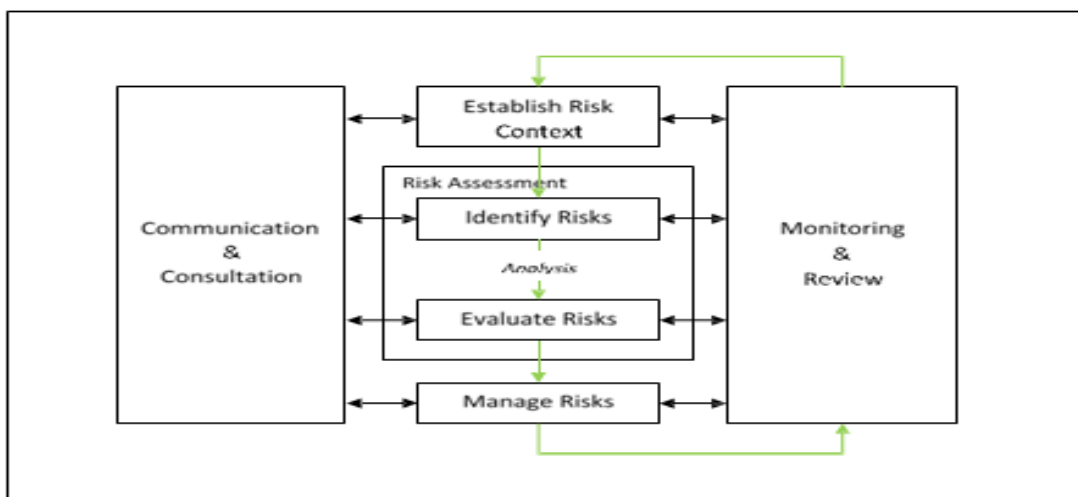 Establish Risk
Context
Risk Assessment
Identify Risks
Communication
&
Consultation
Monitoring
&
Review
Analysis
Evaluate Risks
Manage Risks